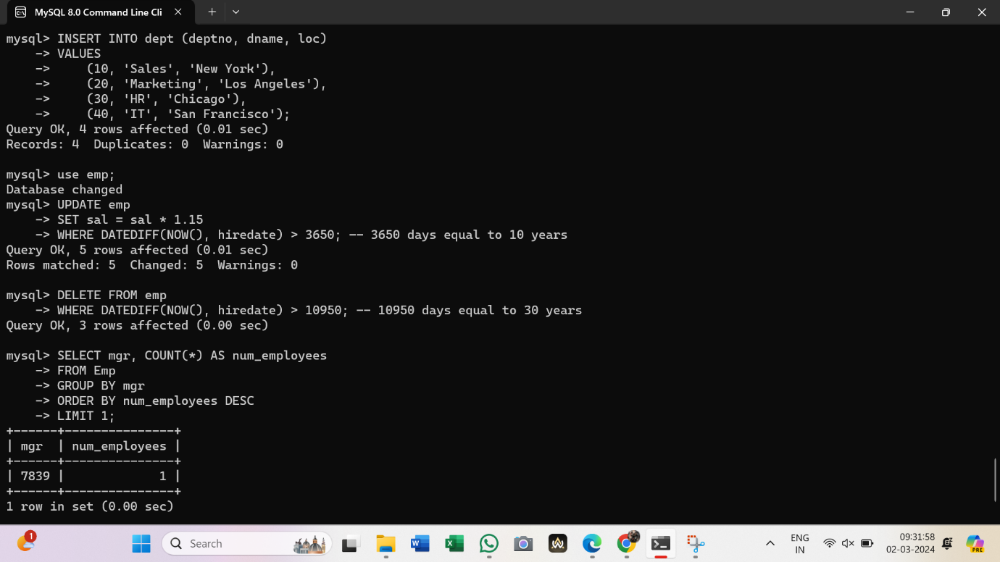 MySQL 8.0 Command Line Cli
mysql> INSERT INTO dept (deptno, dname, loc)
    -> VALUES
    ->     (10, 'Sales', 'New York'),
    ->     (20, 'Marketing', 'Los Angeles'),
    ->     (30, 'HR', 'Chicago'),
    ->     (40, 'IT', 'San Francisco');
Query OK, 4 rows affected (0.01 sec)
Records: 4  Duplicates: 0  Warnings: 0

mysql> use emp;
Database changed
mysql> UPDATE emp
    -> SET sal = sal * 1.15
    -> WHERE DATEDIFF(NOW(), hiredate) > 3650; -- 3650 days equal to 10 years
Query OK, 5 rows affected (0.01 sec)
Rows matched: 5  Changed: 5  Warnings: 0

mysql> DELETE FROM emp
    -> WHERE DATEDIFF(NOW(), hiredate) > 10950; -- 10950 days equal to 30 years
Query OK, 3 rows affected (0.00 sec)

mysql> SELECT mgr, COUNT(*) AS num_employees
    -> FROM Emp
    -> GROUP BY mgr
    -> ORDER BY num_employees DESC
    -> LIMIT 1;
+------+---------------+
| mgr  | num_employees |
+------+---------------+
| 7839 |             1 |
+------+---------------+
1 row in set (0.00 sec)
1
Search
ENG
IN
09:31:58
02-03-2024
PRE